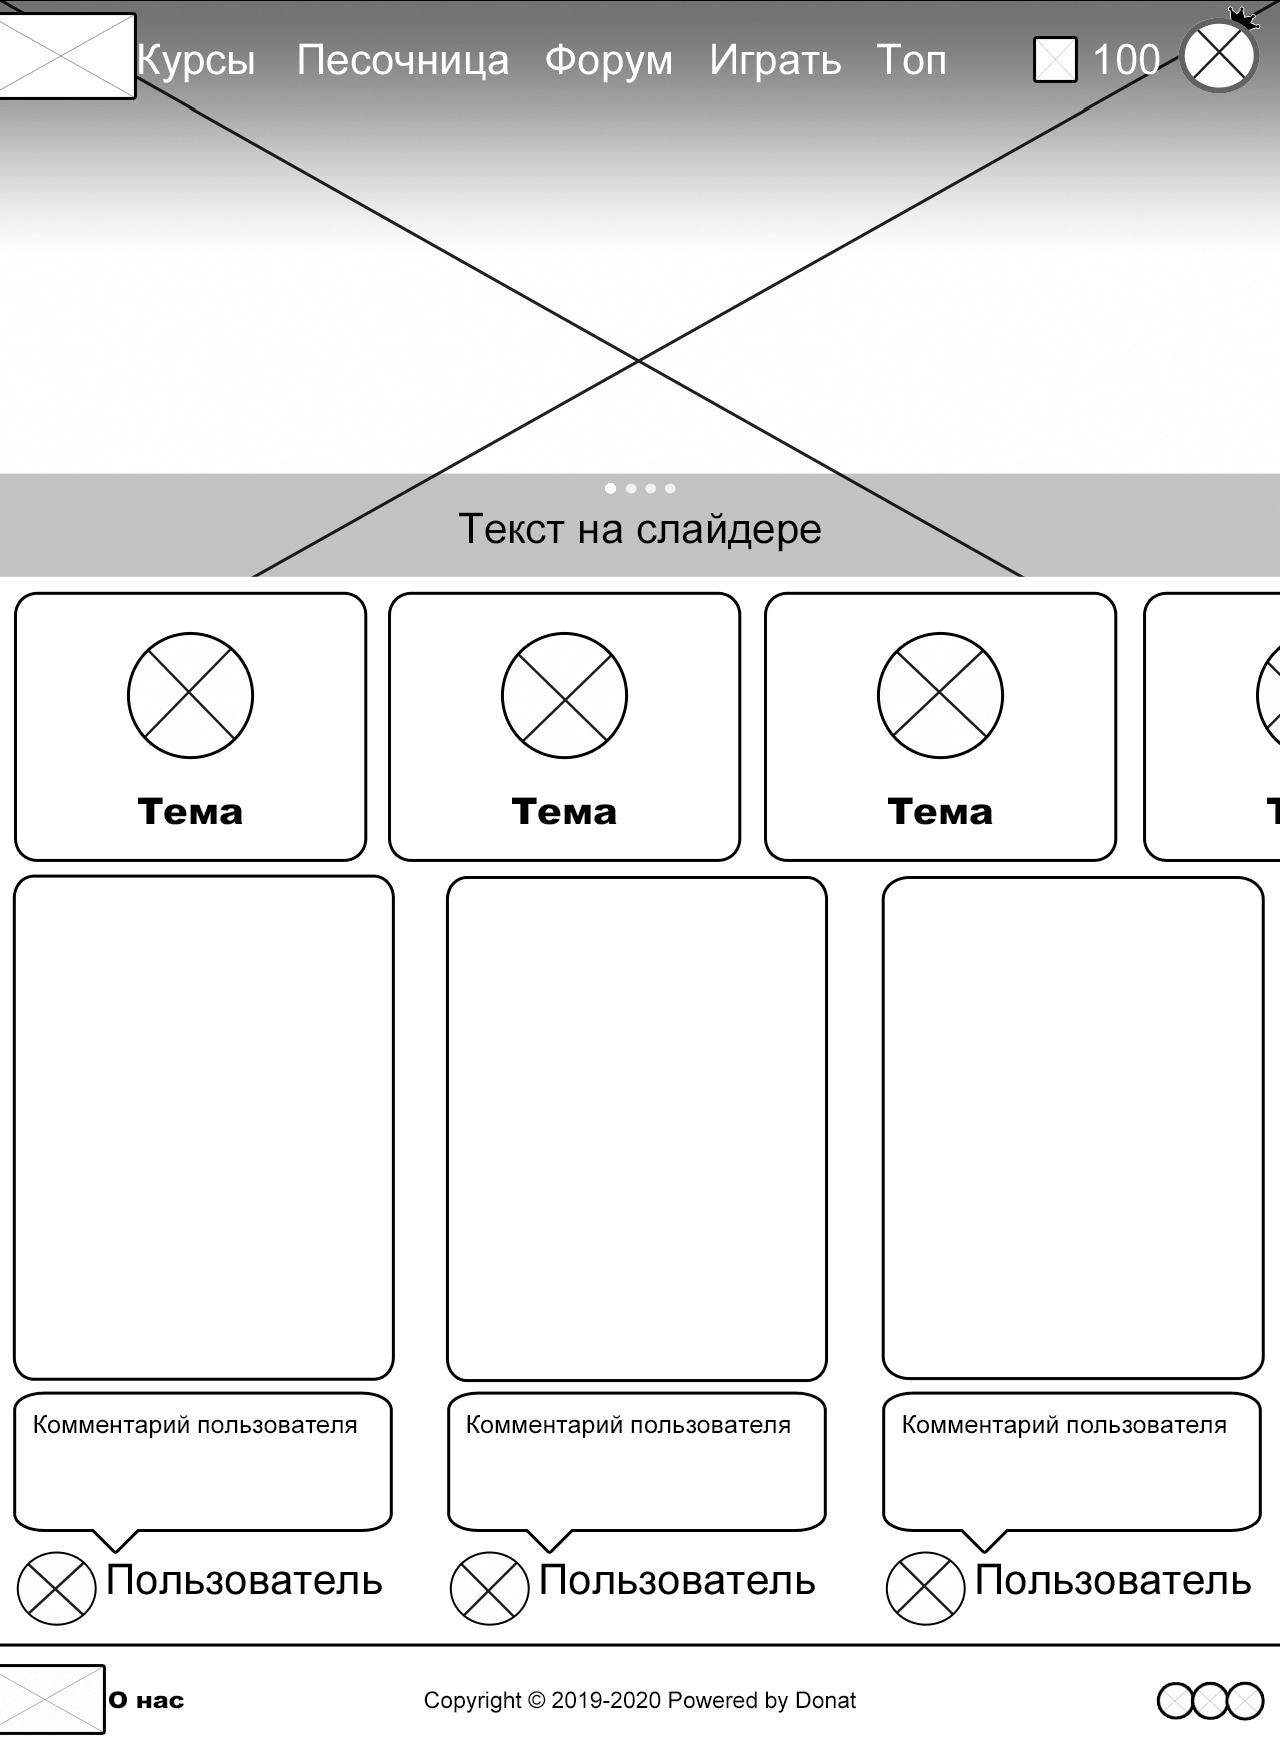 Курсы Песочница Форум Играть Топ 100
Текст на слайдере
Тема Тема Тема
Комментарий пользователя Комментарий пользователя Комментарий пользователя
Пользователь Пользователь Пользователь
О нас Copyright © 2019-2020 Powered by Donat